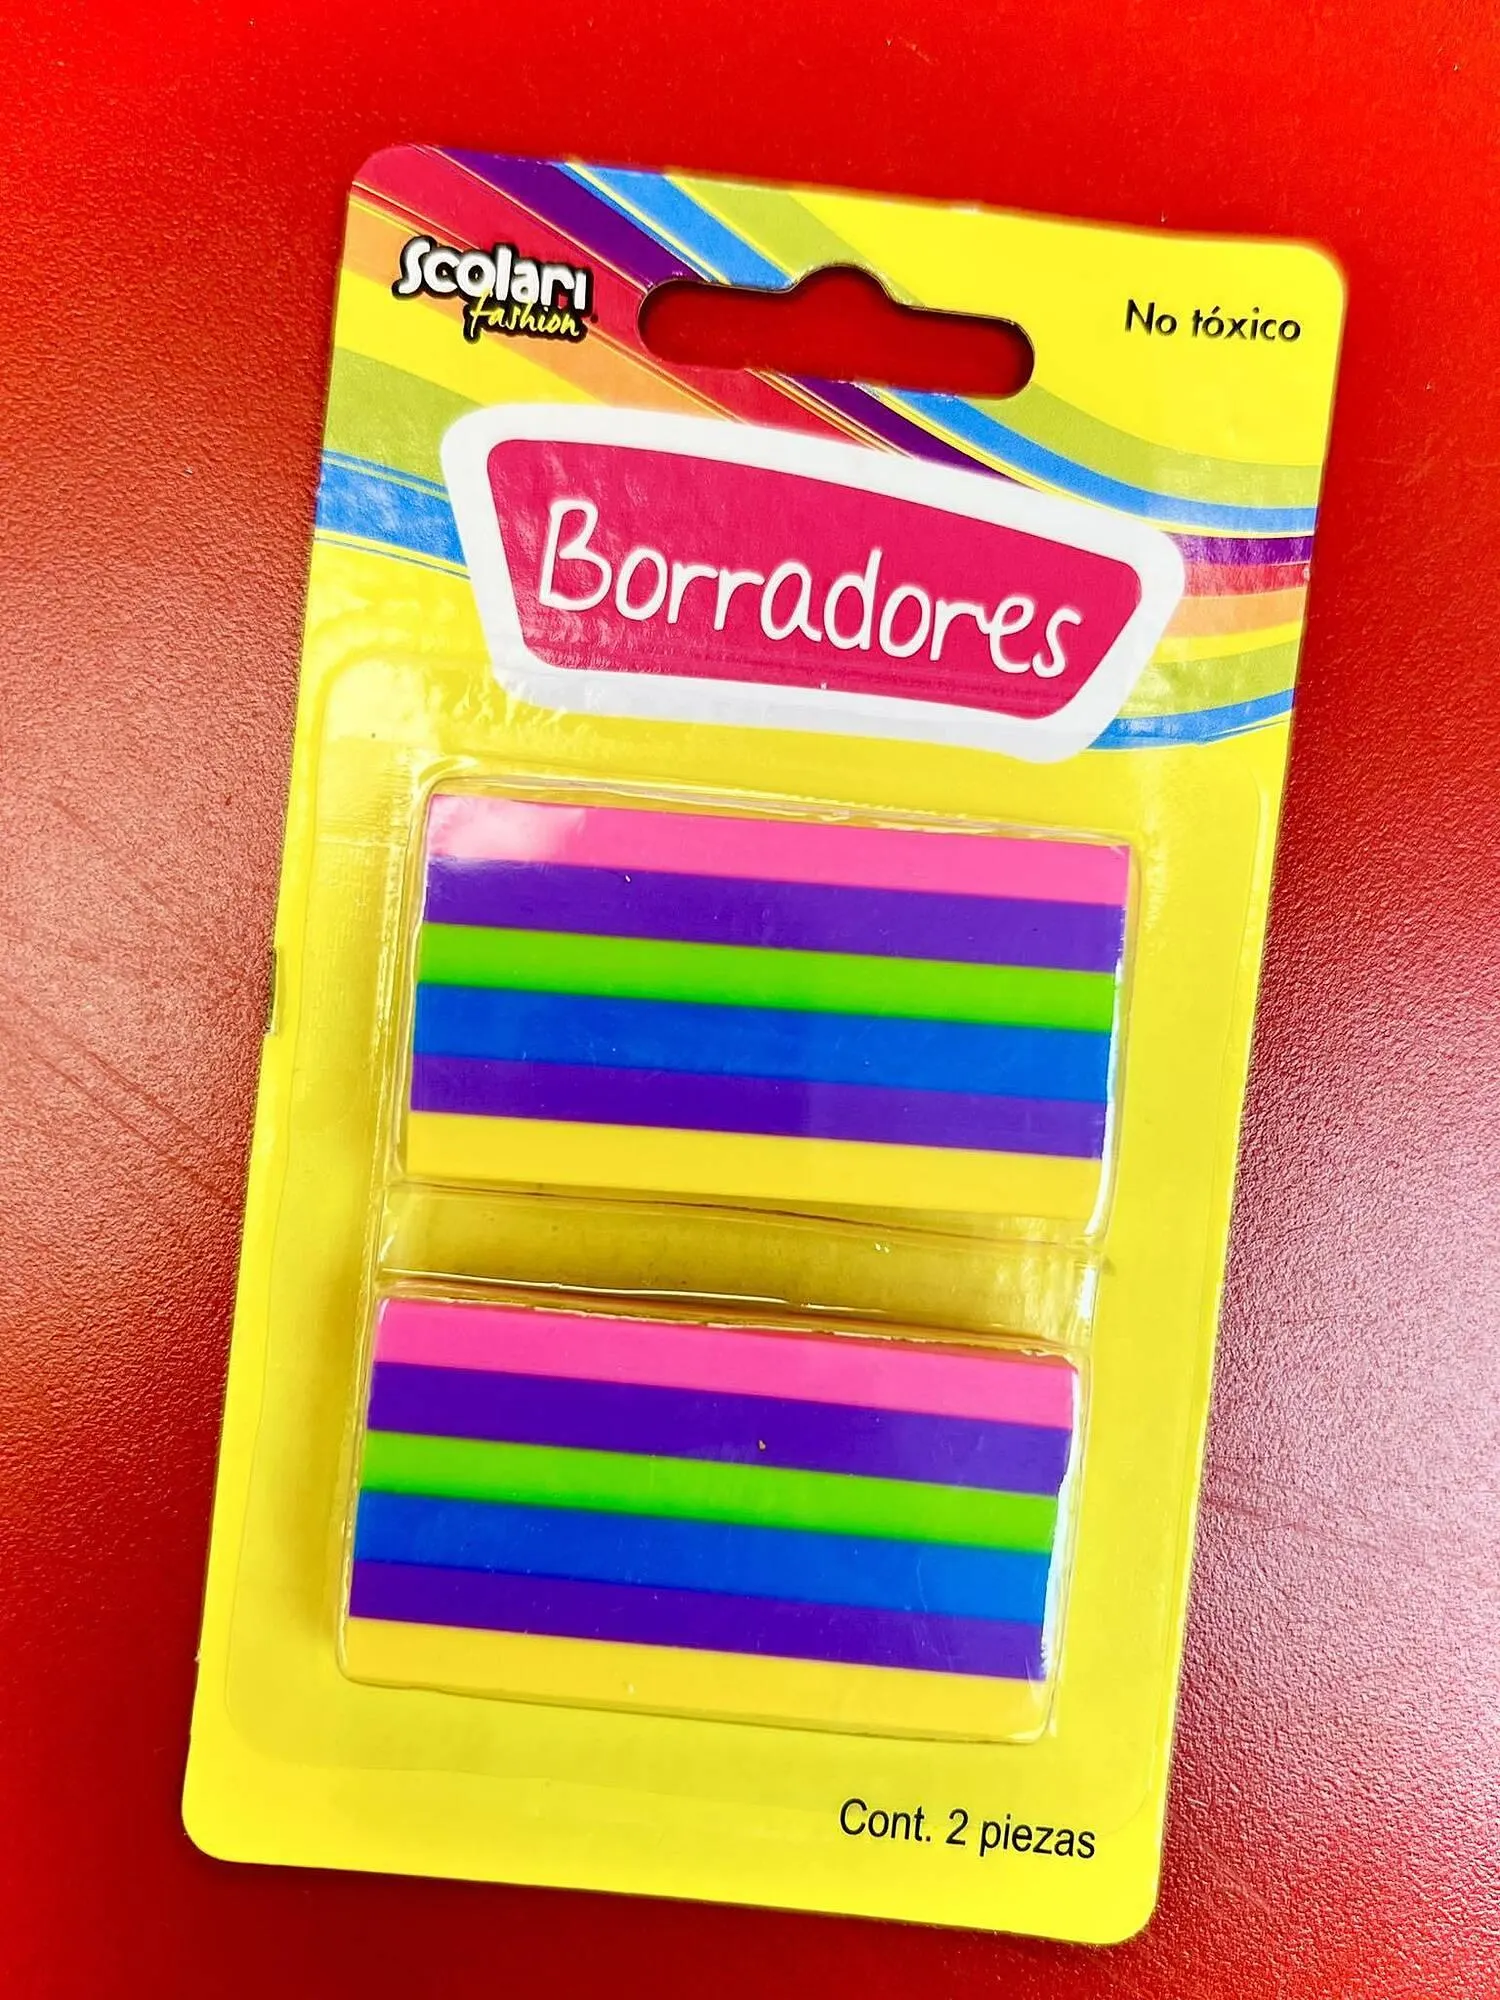 Scolari
fashion
No tóxico
Borradores
Cont. 2 piezas